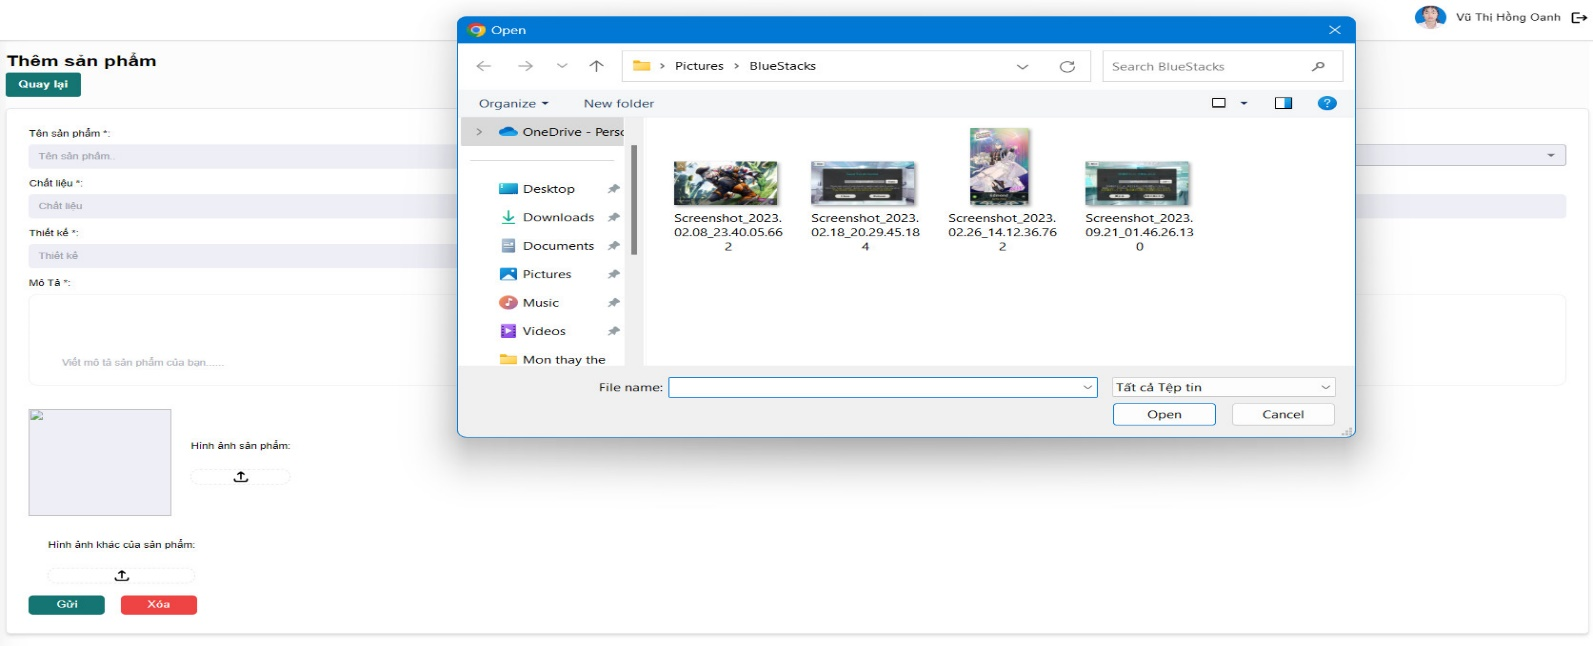 Vũ Thị Hồng Oanh
Thêm sản phẩm
Quay lại
Tên sản phẩm *:
Tên sản phẩm..
Chất liệu *:
Chất liệu
Thiết kế *:
Thiết kế
Mô Tả *:
Viết mô tả sản phẩm của bạn......
Hình ảnh sản phẩm:
Hình ảnh khác của sản phẩm:
Gửi
Xóa
Open
Pictures
BlueStacks
Search BlueStacks
Organize
New folder
?
OneDrive - Perso
Desktop
Downloads
Documents
Pictures
Music
Videos
Mon thay the
Screenshot_2023.
02.08_23.40.05.66
2
Screenshot_2023.
02.18_20.29.45.18
4
Screenshot_2023.
02.26_14.12.36.76
2
Screenshot_2023.
09.21_01.46.26.13
0
File name:
Tất cả Tệp tin
Open
Cancel